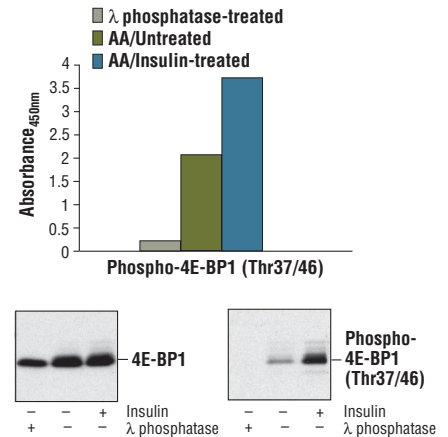 λ phosphatase-treated
AA/Untreated
AA/Insulin-treated
Absorbance450nm
4
3.5
3
2.5
2
1.5
1
0.5
0
Phospho-4E-BP1 (Thr37/46)
4E-BP1
– – + Insulin
+ – – λ phosphatase
Phospho-
4E-BP1
(Thr37/46)
– – + Insulin
+ – – λ phosphatase